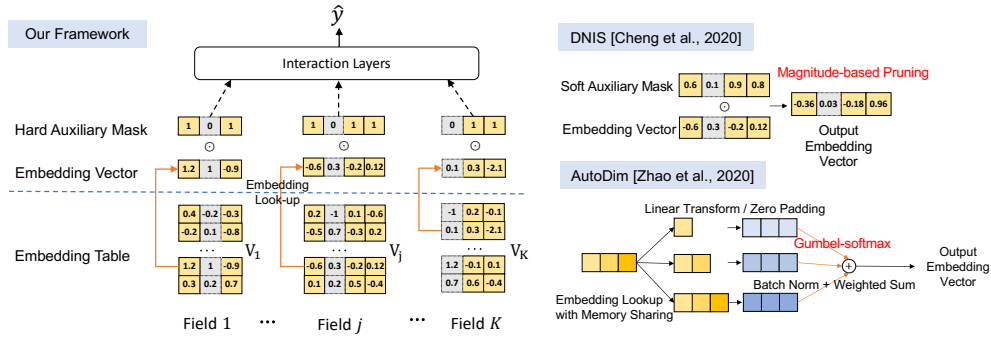 Our Framework
ŷ
Interaction Layers
Hard Auxiliary Mask
1 0 1
1 0 1 1
0 1 1
⊙ ⊙ ⊙
Embedding Vector
1.2 1 -0.9
-0.6 0.3 -0.2 0.12
0.1 0.3 -2.1
Embedding
Look-up
Embedding Table
0.4 -0.2 -0.3
-0.2 0.1 -0.8
...
1.2 1 -0.9
0.3 0.2 0.7
V1
0.2 -1 0.1 -0.6
-0.5 0.7 -0.3 0.2
...
-0.6 0.3 -0.2 0.12
0.1 0.2 0.5 -0.4
Vj
-1 0.2 -0.1
0.1 0.3 -2.1
...
1.2 -0.1 0.1
0.7 0.6 -0.4
VK
Field 1 ... Field j ... Field K
DNIS [Cheng et al., 2020]
Soft Auxiliary Mask
0.6 0.1 0.9 0.8
⊙
Embedding Vector
-0.6 0.3 -0.2 0.12
Magnitude-based Pruning
-0.36 0.03 -0.18 0.96
Output
Embedding
Vector
AutoDim [Zhao et al., 2020]
Linear Transform / Zero Padding
Gumbel-softmax
+
Batch Norm + Weighted Sum
Embedding Lookup
with Memory Sharing
Output
Embedding
Vector